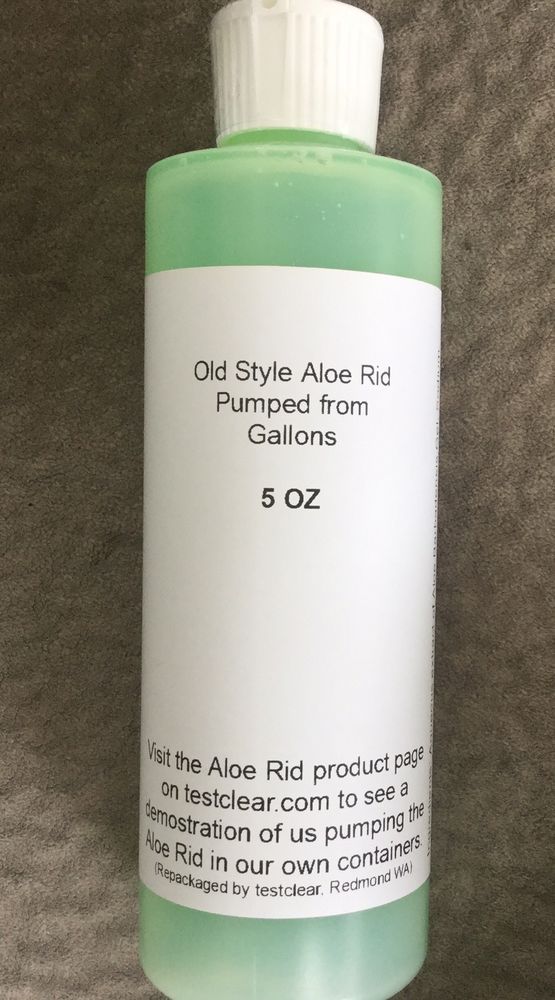 Old Style Aloe Rid
Pumped from
Gallons
5 OZ
Visit the Aloe Rid product page
on testclear.com to see a
demostration of us pumping the
Aloe Rid in our own containers.
(Repackaged by testclear, Redmond WA)